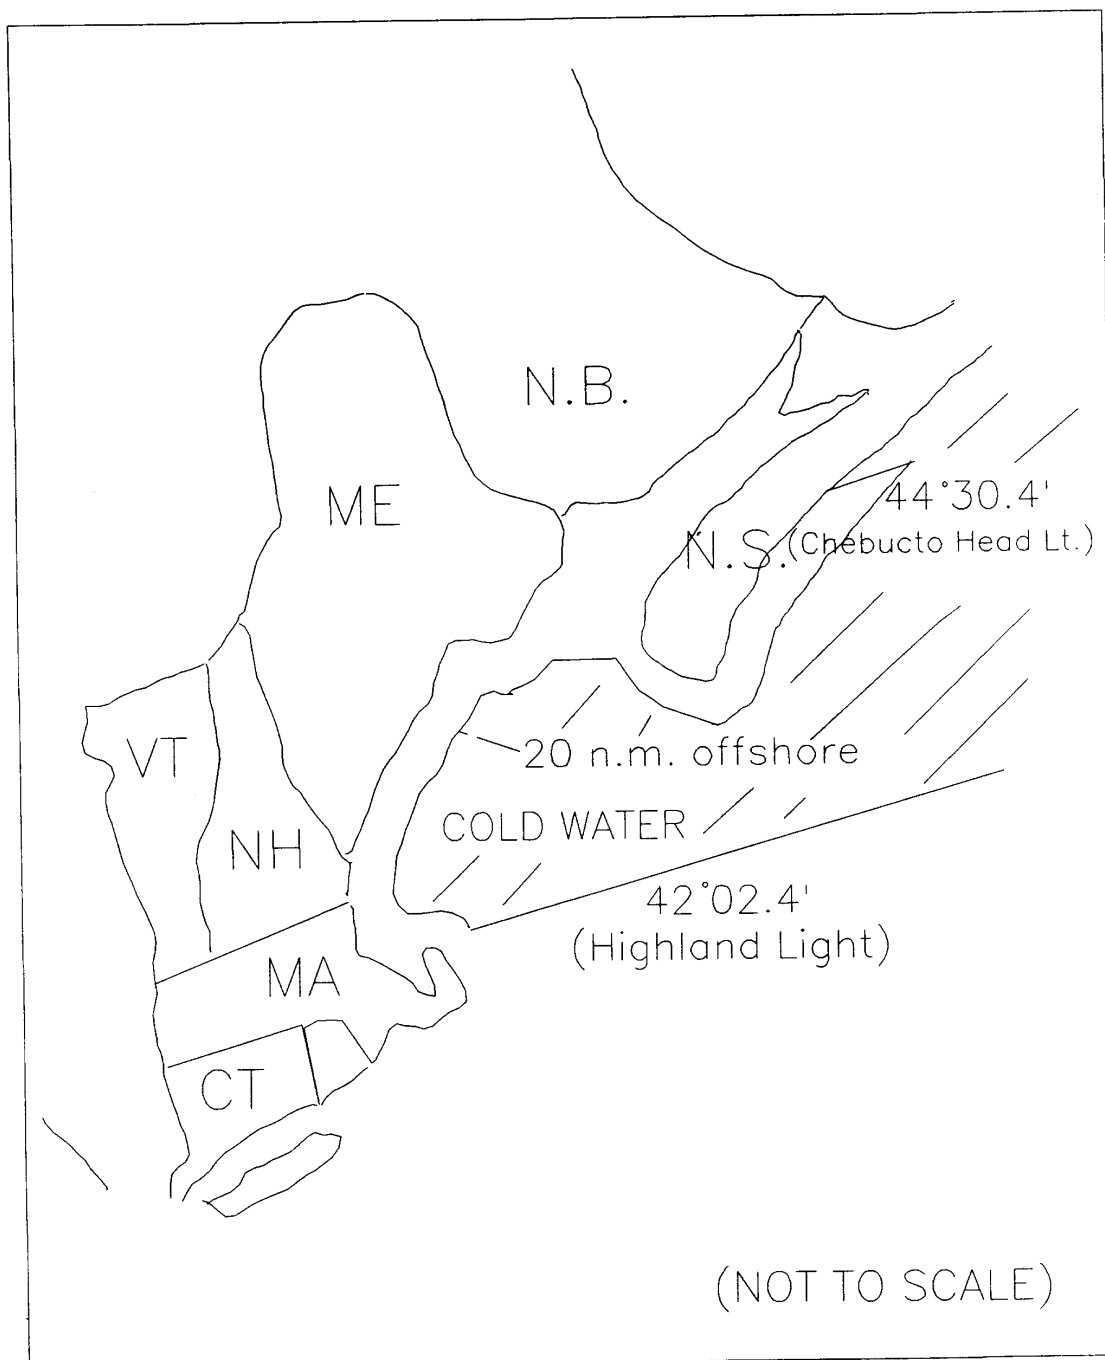 N.B.
ME
44°30.4'
N.S. (Chebucto Head Lt.)
VT
20 n.m. offshore
COLD WATER
NH
42°02.4'
(Highland Light)
MA
CT
(NOT TO SCALE)